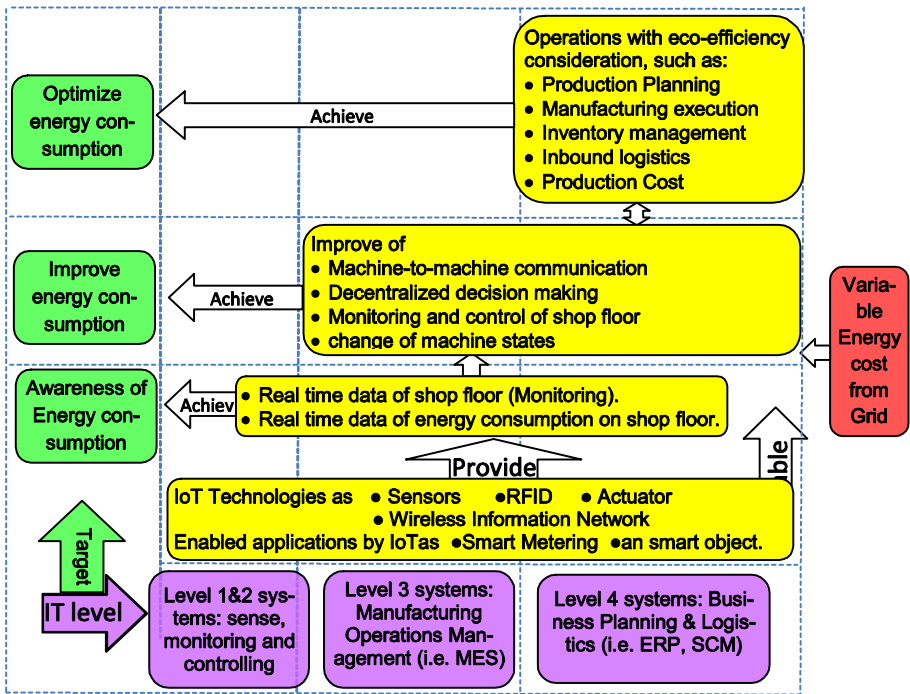 Operations with eco-efficiency
consideration, such as:
● Production Planning
● Manufacturing execution
● Inventory management
● Inbound logistics
● Production Cost
Optimize
energy con-
sumption
Achieve
Improve of
● Machine-to-machine communication
● Decentralized decision making
● Monitoring and control of shop floor
● change of machine states
Improve
energy con-
sumption
Achieve
Varia-
ble
Energy
cost
from
Grid
Awareness of
Energy con-
sumption
Achiev
● Real time data of shop floor (Monitoring).
● Real time data of energy consumption on shop floor.
Provide
able
IoT Technologies as ● Sensors ●RFID ● Actuator
● Wireless Information Network
Enabled applications by IoTas ●Smart Metering ●an smart object.
Target
IT level
Level 1&2 sys-
tems: sense,
monitoring and
controlling
Level 3 systems:
Manufacturing
Operations Man-
agement (i.e. MES)
Level 4 systems: Busi-
ness Planning & Logis-
tics (i.e. ERP, SCM)